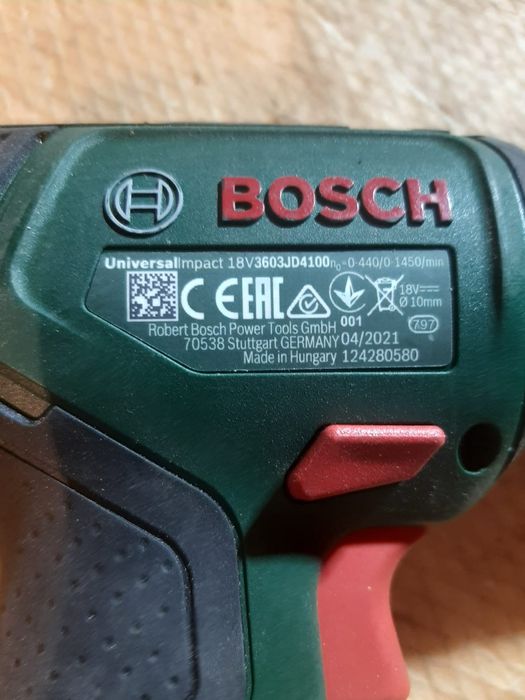 BOSCH
UniversalImpact 18V 3603JD4100 n₀=0-440/0-1450/min
CE EAC 18V⎓
Ø 10mm
Robert Bosch Power Tools GmbH 001
70538 Stuttgart GERMANY 04/2021 797
Made in Hungary 124280580